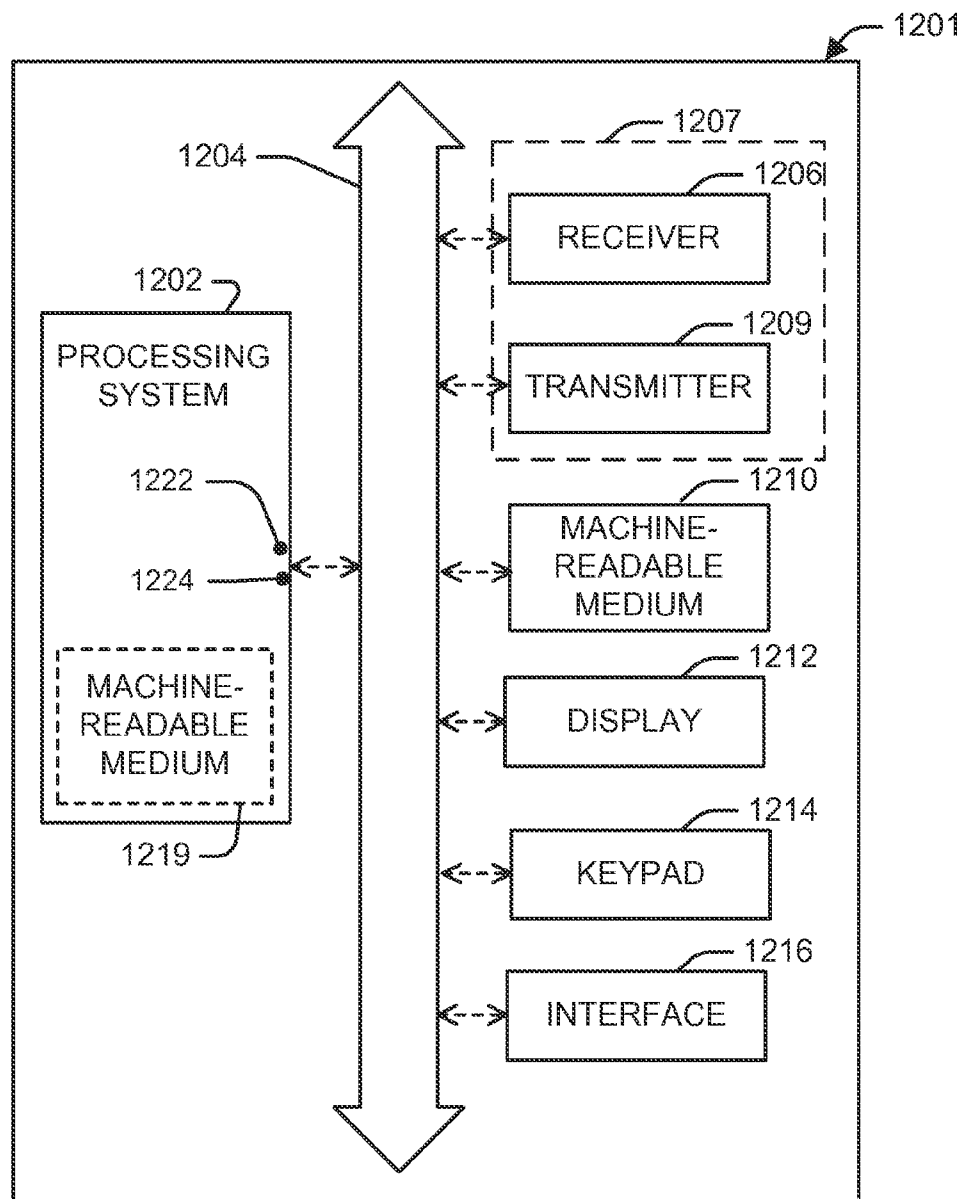 1201
1207
1204
1206
RECEIVER
1202
1209
PROCESSING
SYSTEM
TRANSMITTER
1222
1210
MACHINE-
READABLE
MEDIUM
1224
1212
MACHINE-
READABLE
MEDIUM
DISPLAY
1214
1219
KEYPAD
1216
INTERFACE